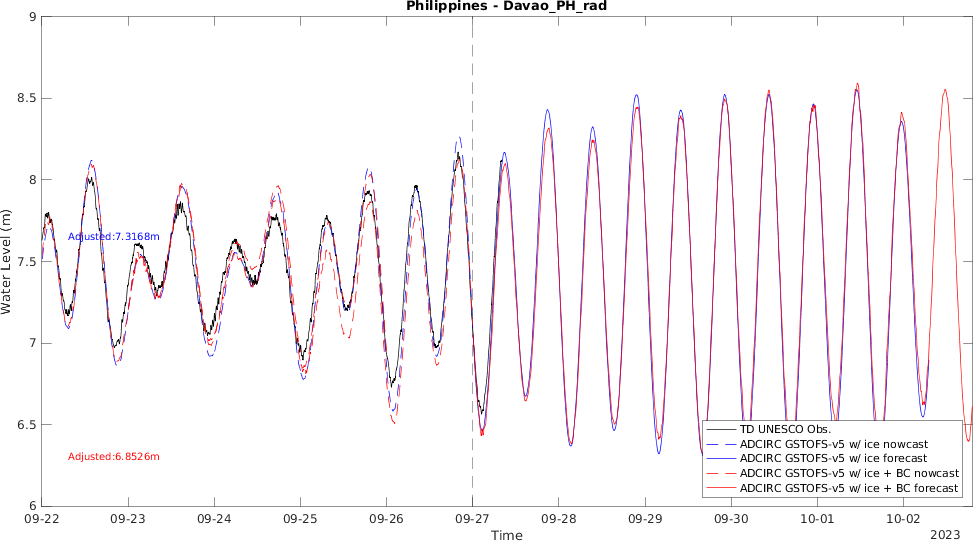 Philippines - Davao_PH_rad
9
8.5
8
7.5
7
6.5
6
Water Level (m)
Adjusted:7.3168m
Adjusted:6.8526m
TD UNESCO Obs.
ADCIRC GSTOFS-v5 w/ ice nowcast
ADCIRC GSTOFS-v5 w/ ice forecast
ADCIRC GSTOFS-v5 w/ ice + BC nowcast
ADCIRC GSTOFS-v5 w/ ice + BC forecast
09-22 09-23 09-24 09-25 09-26 09-27 09-28 09-29 09-30 10-01 10-02
Time
2023